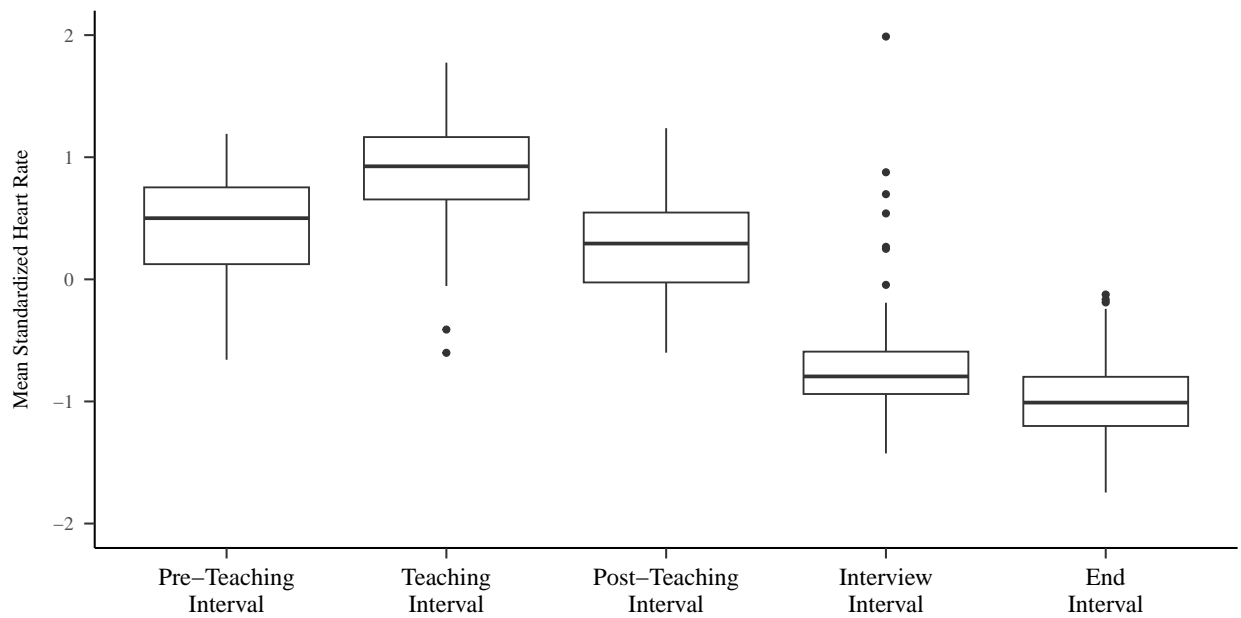 Mean Standardized Heart Rate
2
1
0
−1
−2
Pre−Teaching
Interval
Teaching
Interval
Post−Teaching
Interval
Interview
Interval
End
Interval